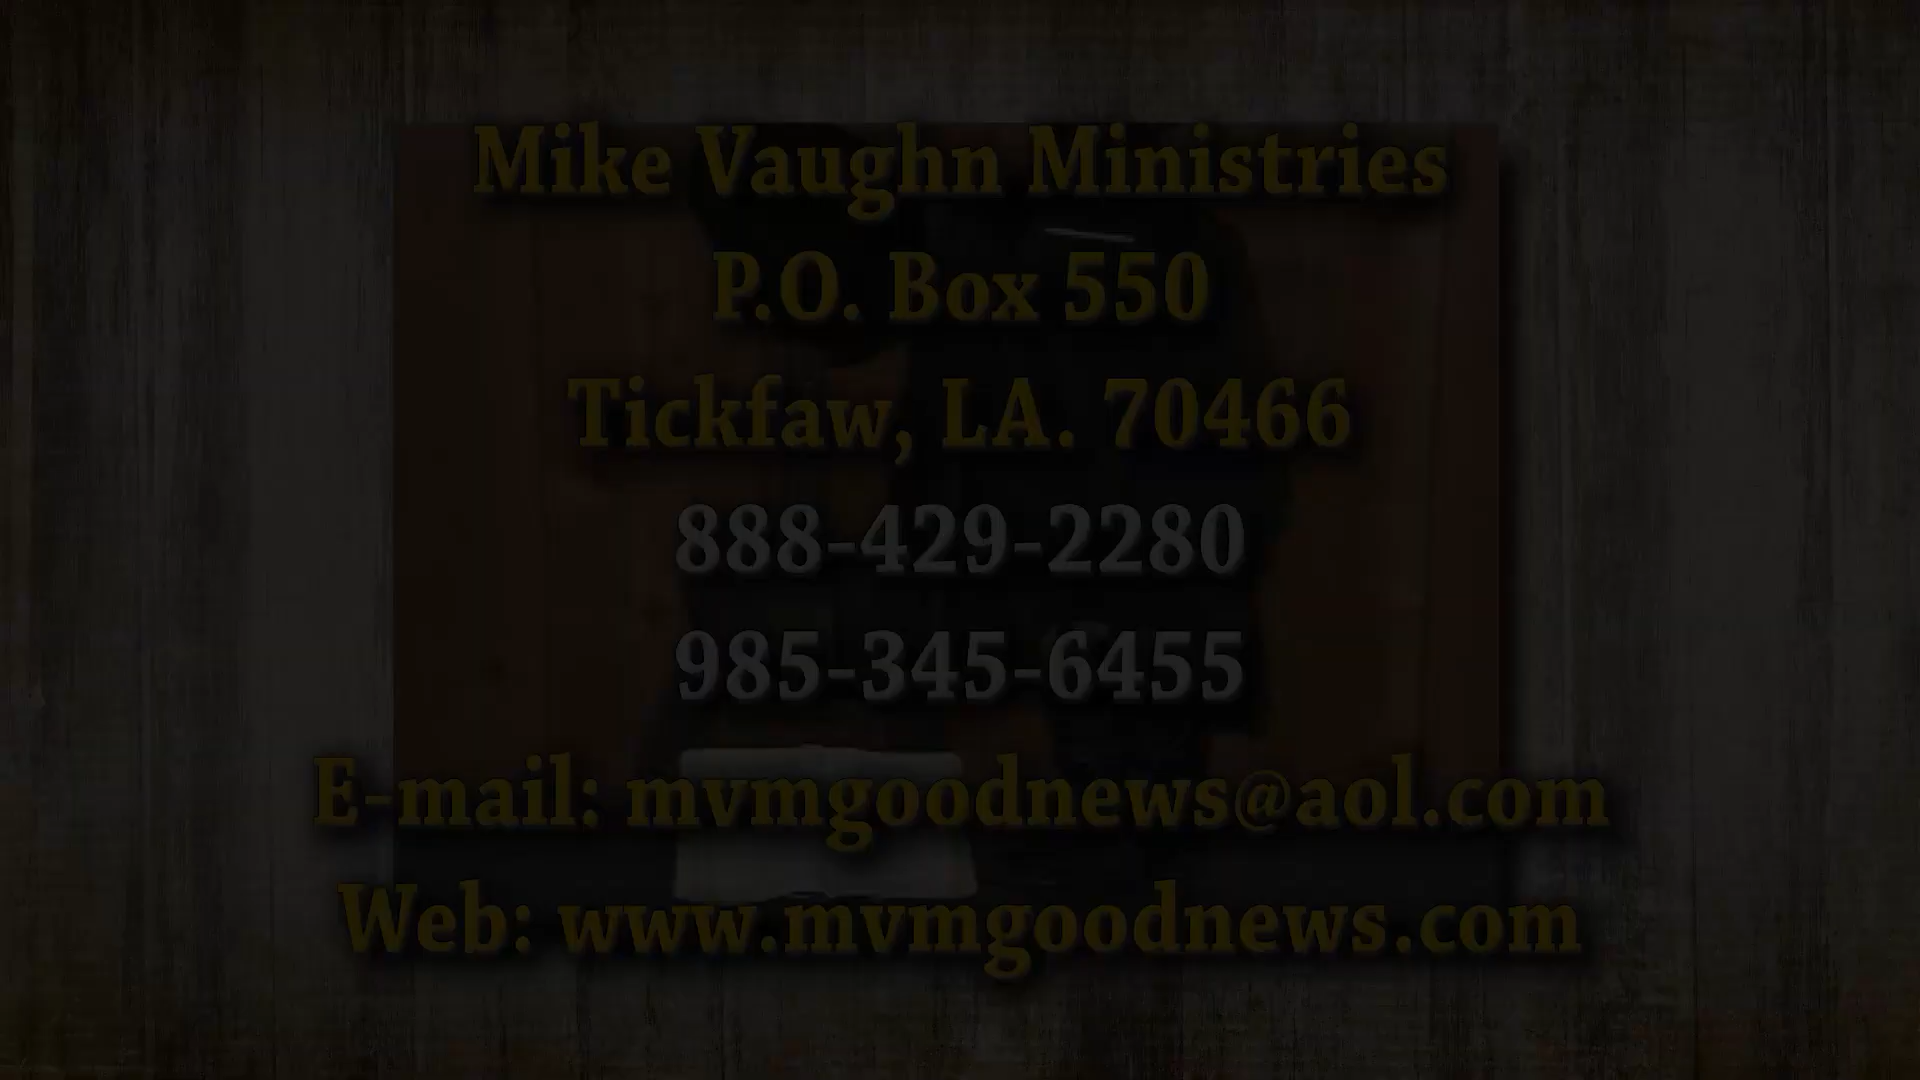 Mike Vaughn Ministries
P.O. Box 550
Tickfaw, LA. 70466
888-429-2280
985-345-6455
E-mail: mvmgoodnews@aol.com
Web: www.mvmgoodnews.com